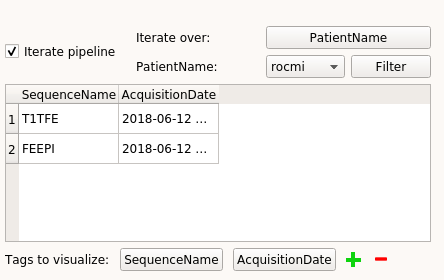 Iterate pipeline
Iterate over: PatientName
PatientName: rocmi Filter
SequenceName AcquisitionDate
1 T1TFE 2018-06-12 ...
2 FEEPI 2018-06-12 ...
Tags to visualize: SequenceName AcquisitionDate